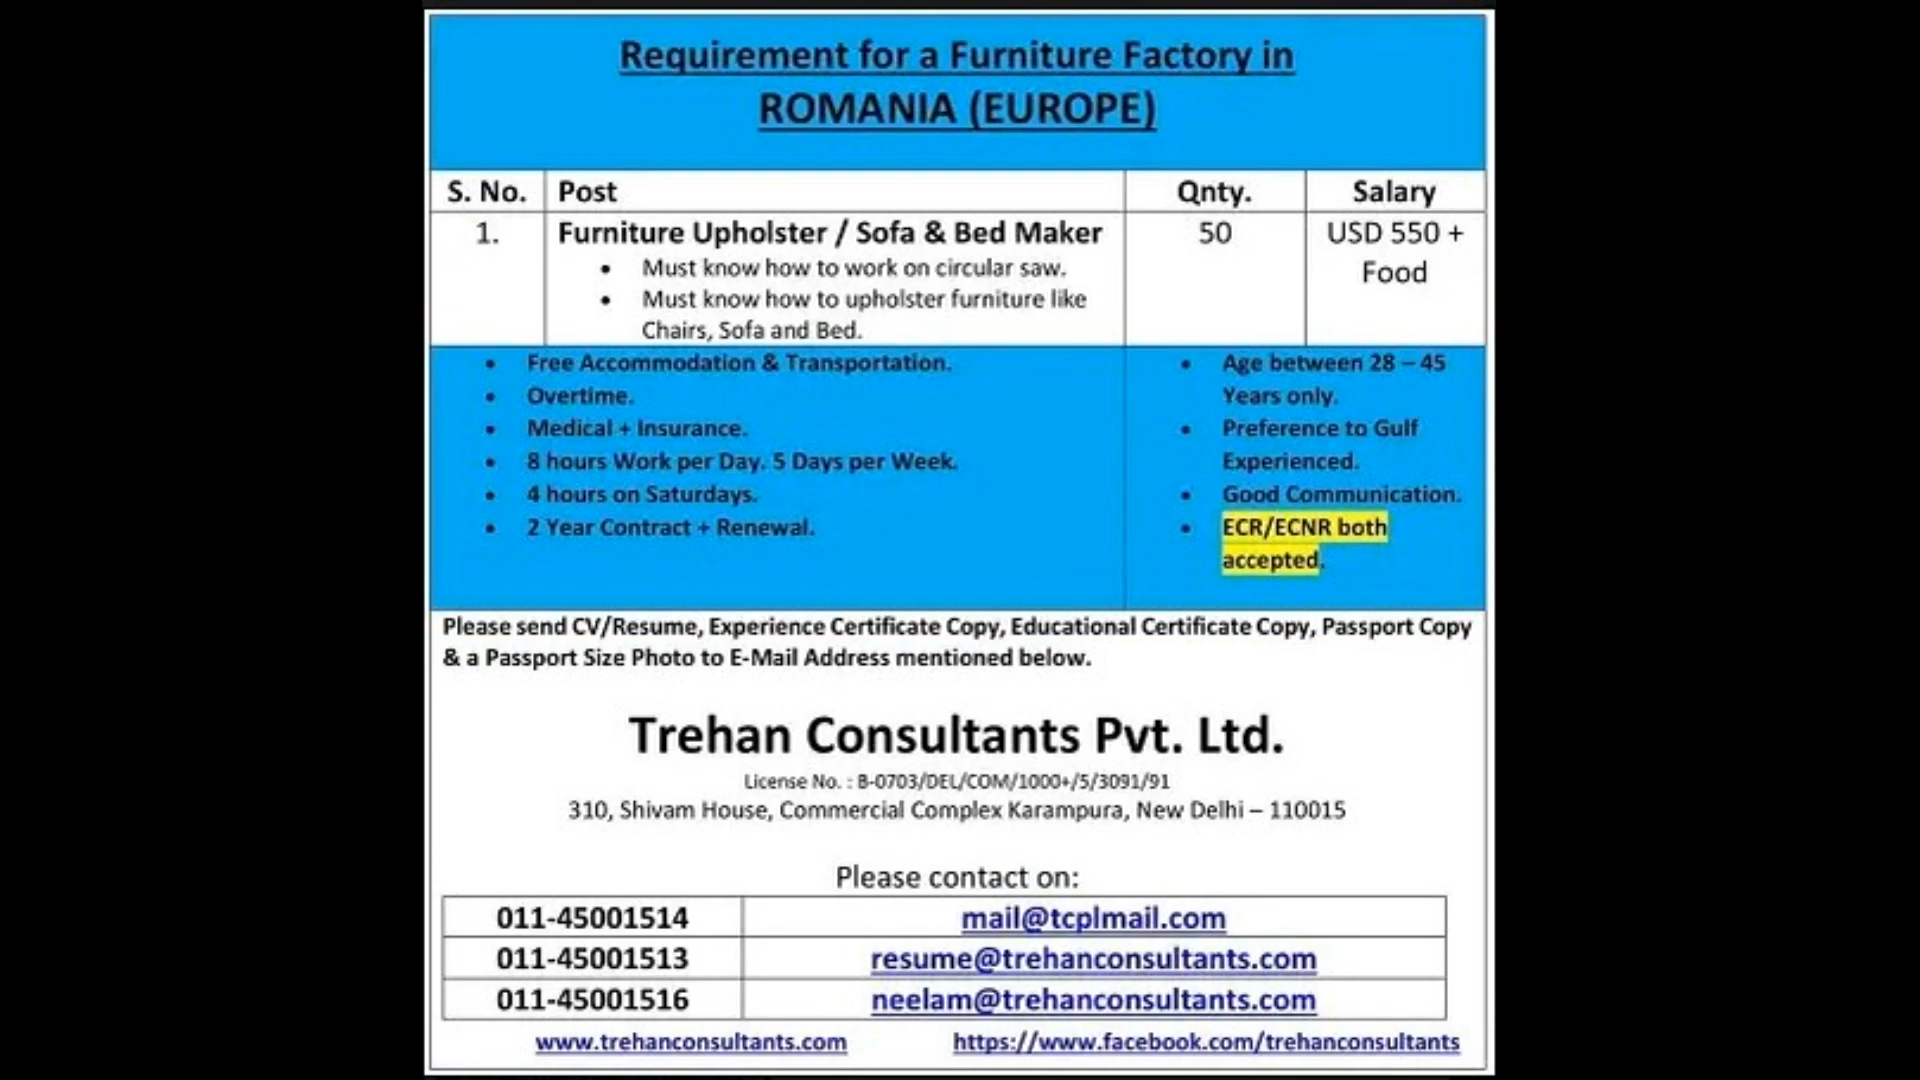 Requirement for a Furniture Factory in
ROMANIA (EUROPE)
S. No. Post Qnty. Salary
1. Furniture Upholster / Sofa & Bed Maker 50 USD 550 +
Food
• Must know how to work on circular saw.
• Must know how to upholster furniture like
Chairs, Sofa and Bed.
• Free Accommodation & Transportation.
• Overtime.
• Medical + Insurance.
• 8 hours Work per Day. 5 Days per Week.
• 4 hours on Saturdays.
• 2 Year Contract + Renewal.
• Age between 28 – 45
Years only.
• Preference to Gulf
Experienced.
• Good Communication.
• ECR/ECNR both
accepted.
Please send CV/Resume, Experience Certificate Copy, Educational Certificate Copy, Passport Copy
& a Passport Size Photo to E-Mail Address mentioned below.
Trehan Consultants Pvt. Ltd.
License No. : B-0703/DEL/COM/1000+/5/3091/91
310, Shivam House, Commercial Complex Karampura, New Delhi – 110015
Please contact on:
011-45001514 mail@tcplmail.com
011-45001513 resume@trehanconsultants.com
011-45001516 neelam@trehanconsultants.com
www.trehanconsultants.com https://www.facebook.com/trehanconsultants